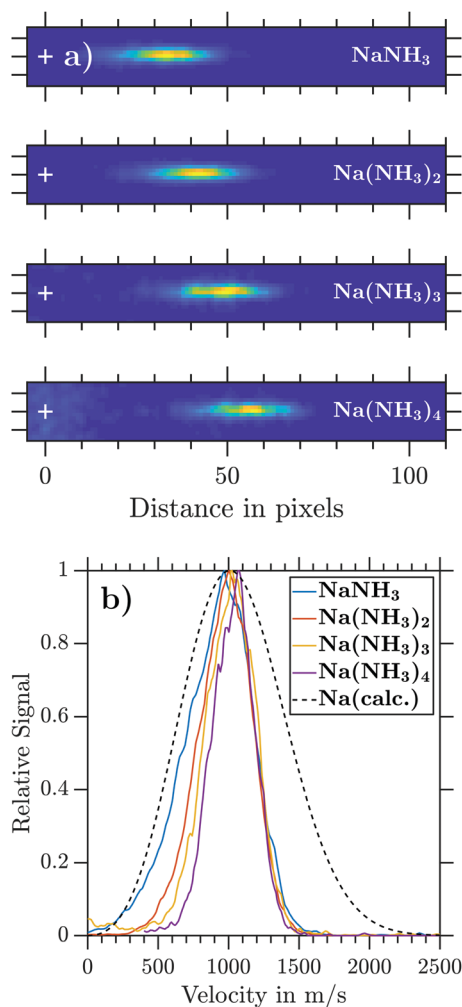 + a) NaNH₃
+ Na(NH₃)₂
+ Na(NH₃)₃
+ Na(NH₃)₄
0 50 100
Distance in pixels
b)
NaNH₃
Na(NH₃)₂
Na(NH₃)₃
Na(NH₃)₄
Na(calc.)
1
0.8
0.6
0.4
0.2
0
Relative Signal
0 500 1000 1500 2000 2500
Velocity in m/s